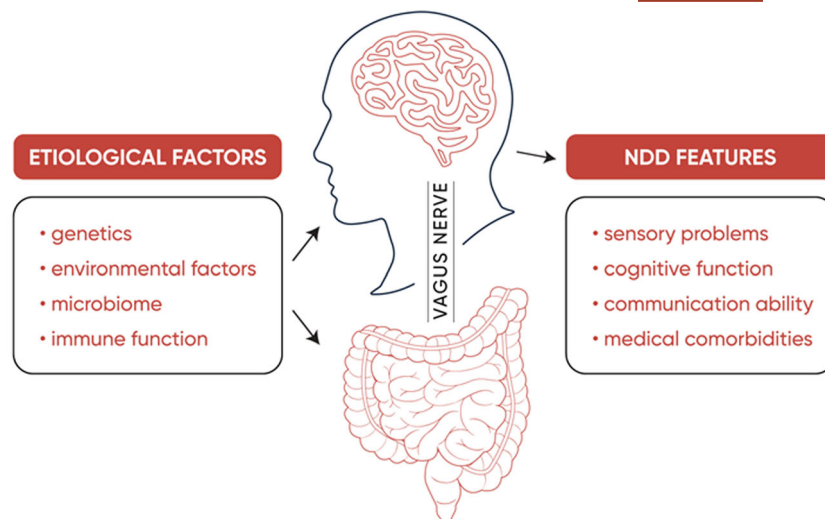 ETIOLOGICAL FACTORS
• genetics
• environmental factors
• microbiome
• immune function
VAGUS NERVE
NDD FEATURES
• sensory problems
• cognitive function
• communication ability
• medical comorbidities